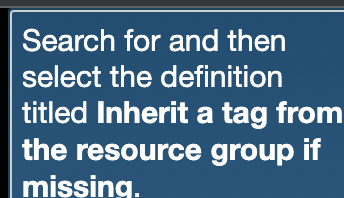 Search for and then
select the definition
titled Inherit a tag from
the resource group if
missing.